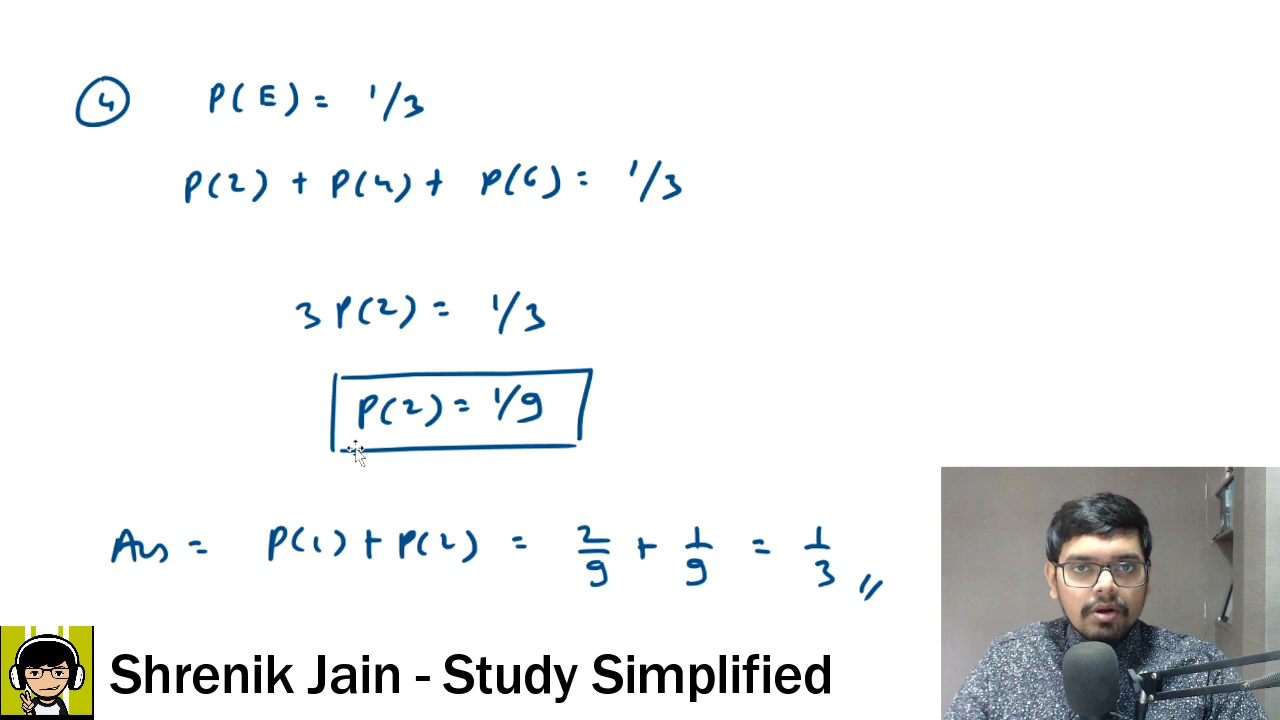 4 P(E) = 1/3
P(2) + P(4) + P(6) = 1/3
3P(2) = 1/3
P(2) = 1/9
Ans = P(1) + P(2) = 2/9 + 1/9 = 1/3 //
Shrenik Jain - Study Simplified